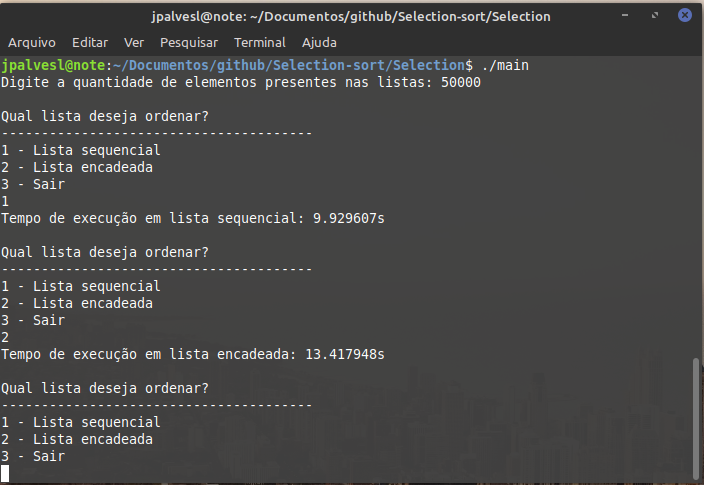 jpalvesl@note: ~/Documentos/github/Selection-sort/Selection
Arquivo Editar Ver Pesquisar Terminal Ajuda
jpalvesl@note:~/Documentos/github/Selection-sort/Selection$ ./main
Digite a quantidade de elementos presentes nas listas: 50000

Qual lista deseja ordenar?
---------------------------------------
1 - Lista sequencial
2 - Lista encadeada
3 - Sair
1
Tempo de execução em lista sequencial: 9.929607s

Qual lista deseja ordenar?
---------------------------------------
1 - Lista sequencial
2 - Lista encadeada
3 - Sair
2
Tempo de execução em lista encadeada: 13.417948s

Qual lista deseja ordenar?
---------------------------------------
1 - Lista sequencial
2 - Lista encadeada
3 - Sair